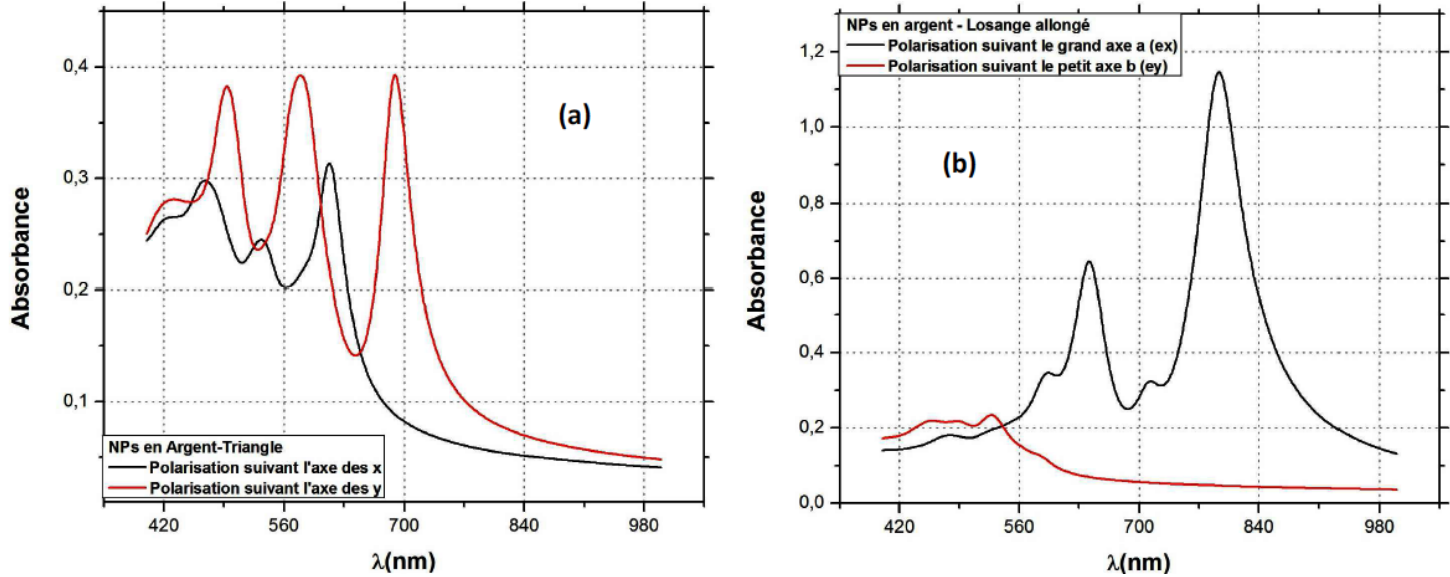 0,4
0,3
0,2
0,1
Absorbance
(a)
NPs en Argent-Triangle
Polarisation suivant l'axe des x
Polarisation suivant l'axe des y
420 560 700 840 980
λ(nm)
1,2
1,0
0,8
0,6
0,4
0,2
0,0
Absorbance
NPs en argent - Losange allongé
Polarisation suivant le grand axe a (ex)
Polarisation suivant le petit axe b (ey)
(b)
420 560 700 840 980
λ(nm)